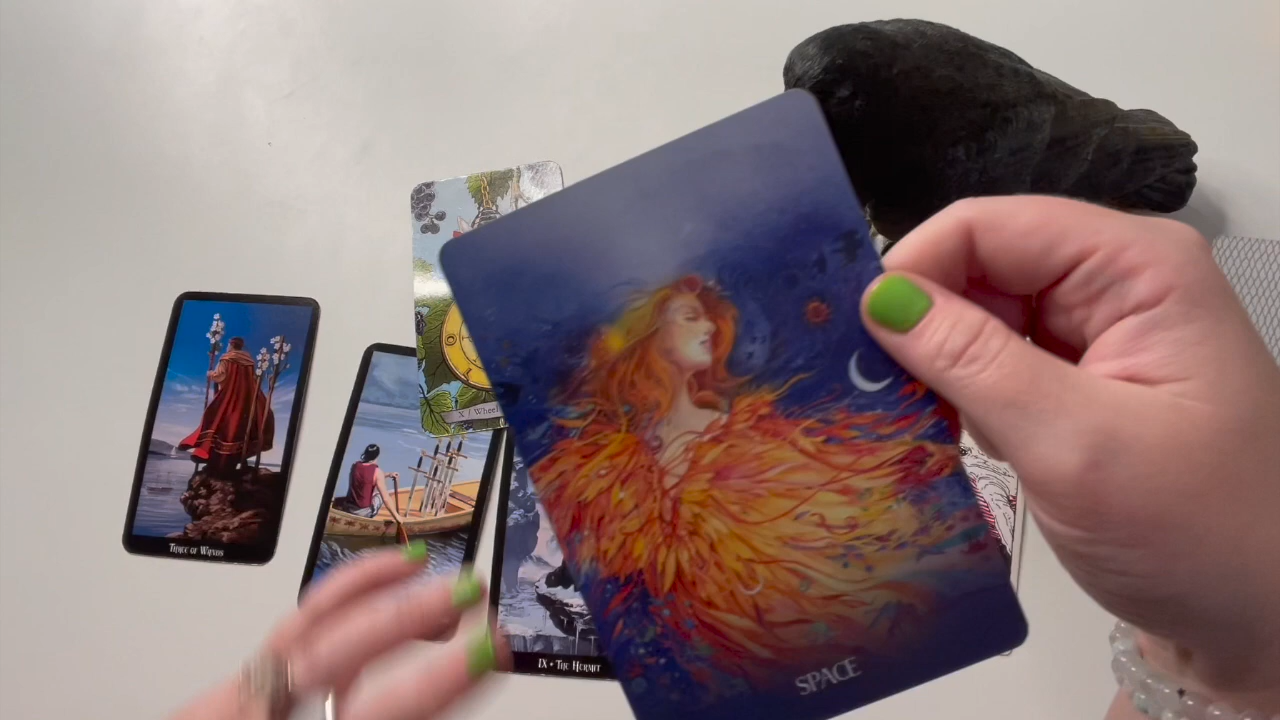 THREE OF WANDS
X / Wheel
IX • THE HERMIT
SPACE